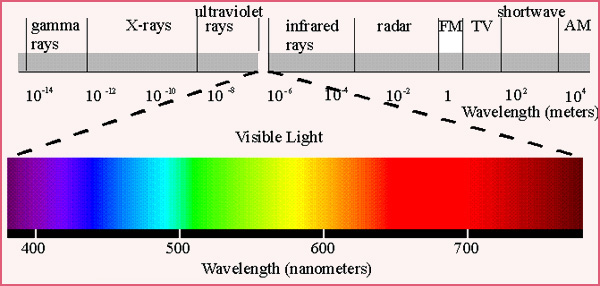 ultraviolet shortwave
gamma X-rays rays infrared radar FM TV AM
rays rays
10-14 10-12 10-10 10-8 10-6 10-4 10-2 1 102 104
Wavelength (meters)
Visible Light
400 500 600 700
Wavelength (nanometers)